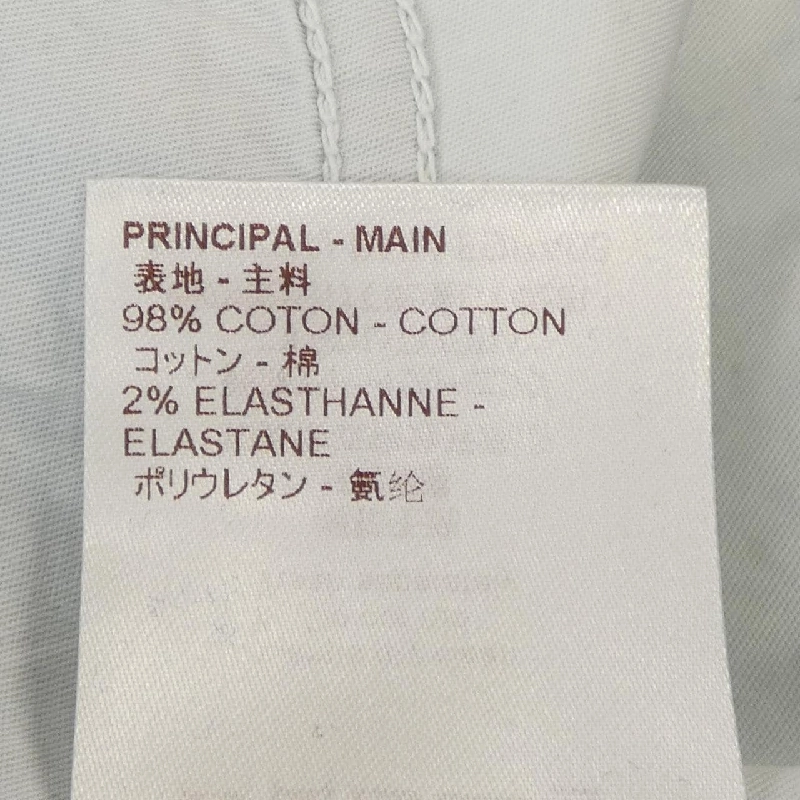 PRINCIPAL - MAIN
表地 - 主料
98% COTON - COTTON
コットン - 棉
2% ELASTHANNE -
ELASTANE
ポリウレタン - 氨纶